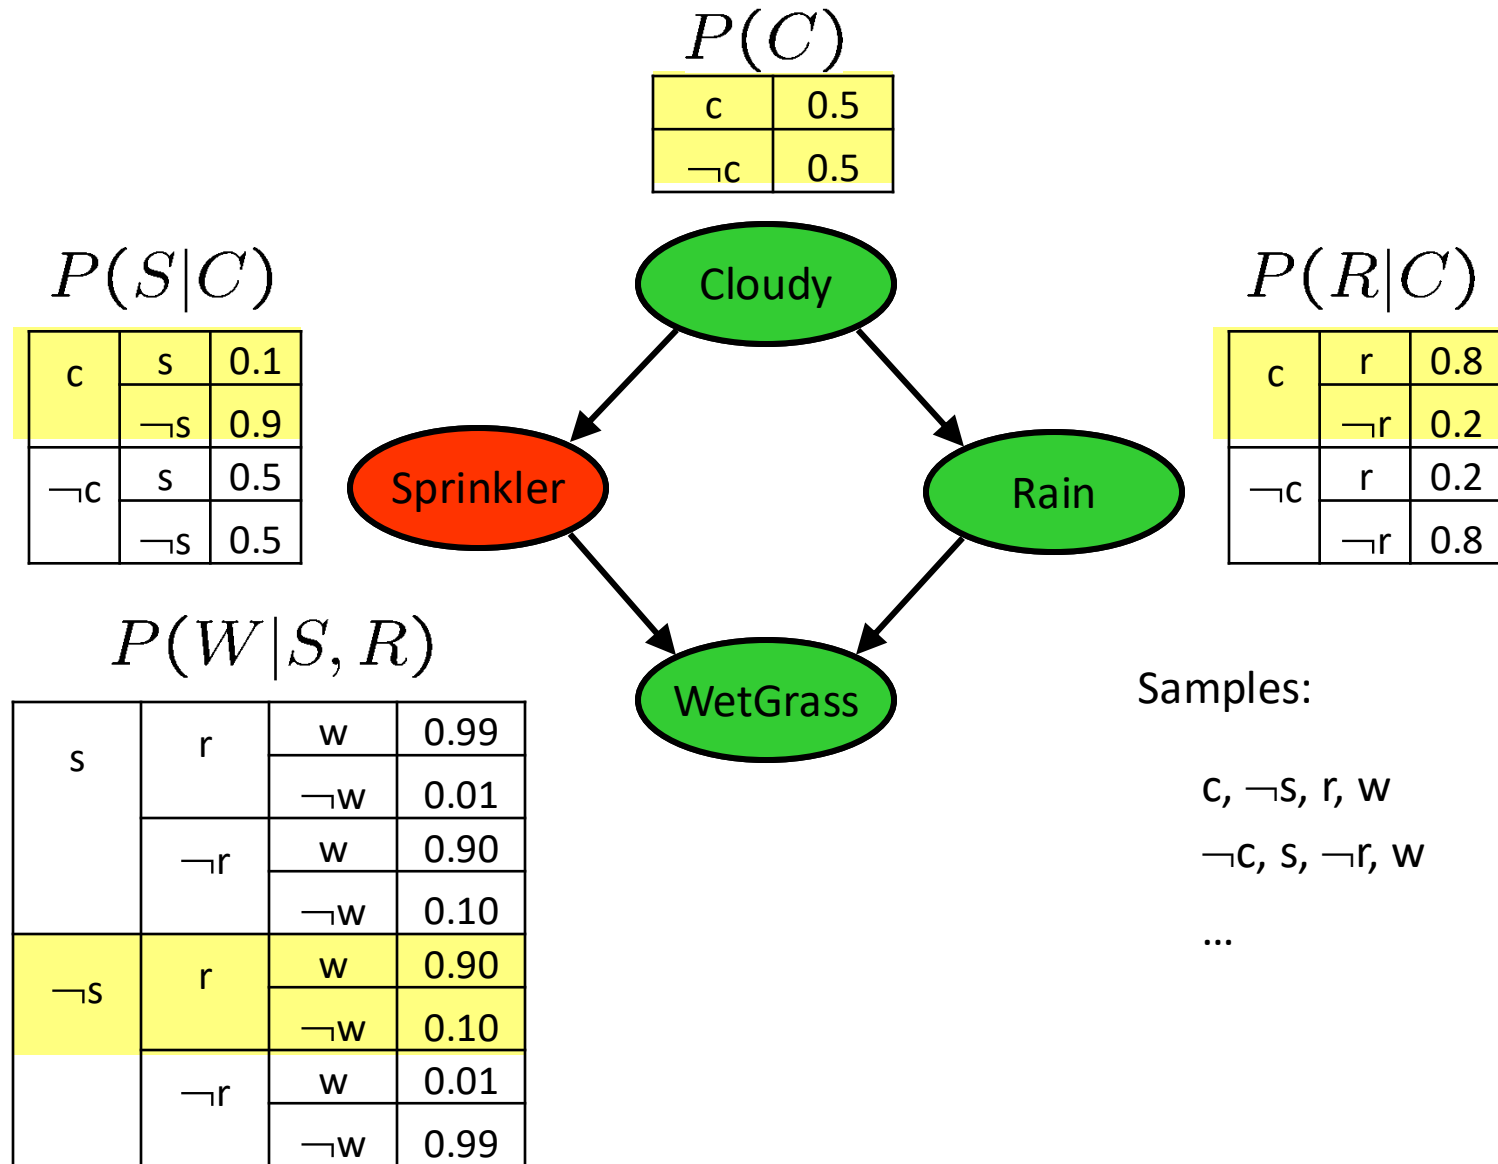 P(C)
c 0.5
¬c 0.5
P(S|C)
c s 0.1
¬s 0.9
¬c s 0.5
¬s 0.5
Cloudy
P(R|C)
c r 0.8
¬r 0.2
¬c r 0.2
¬r 0.8
Sprinkler
Rain
P(W|S, R)
s r w 0.99
¬w 0.01
¬r w 0.90
¬w 0.10
¬s r w 0.90
¬w 0.10
¬r w 0.01
¬w 0.99
WetGrass
Samples:
c, ¬s, r, w
¬c, s, ¬r, w
...